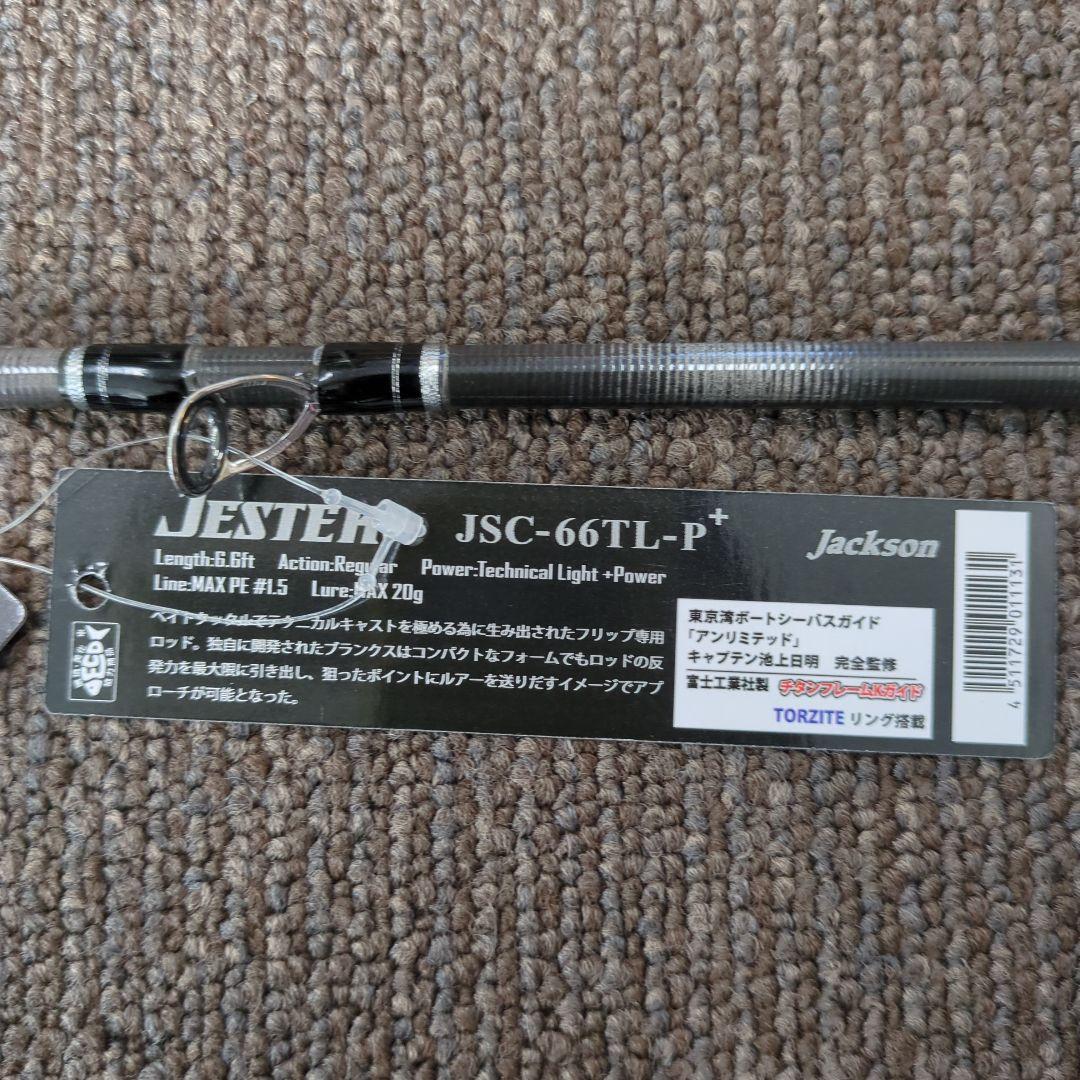 JESTER JSC-66TL-P+
Jackson
Length:6.6ft Action:Regular Power:Technical Light +Power
Line:MAX PE #1.5 Lure:MAX 20g
ベイトタックルでテクニカルキャストを極める為に生み出されたフリップ専用
ロッド。独自に開発されたブランクスはコンパクトなフォームでもロッドの反
発力を最大限に引き出し、狙ったポイントにルアーを送りだすイメージでアプ
ローチが可能となった。
東京湾ボートシーバスガイド
「アンリミテッド」
キャプテン池上日明 完全監修
富士工業社製 チタンフレームKガイド
TORZITE リング搭載
4 511729 011131